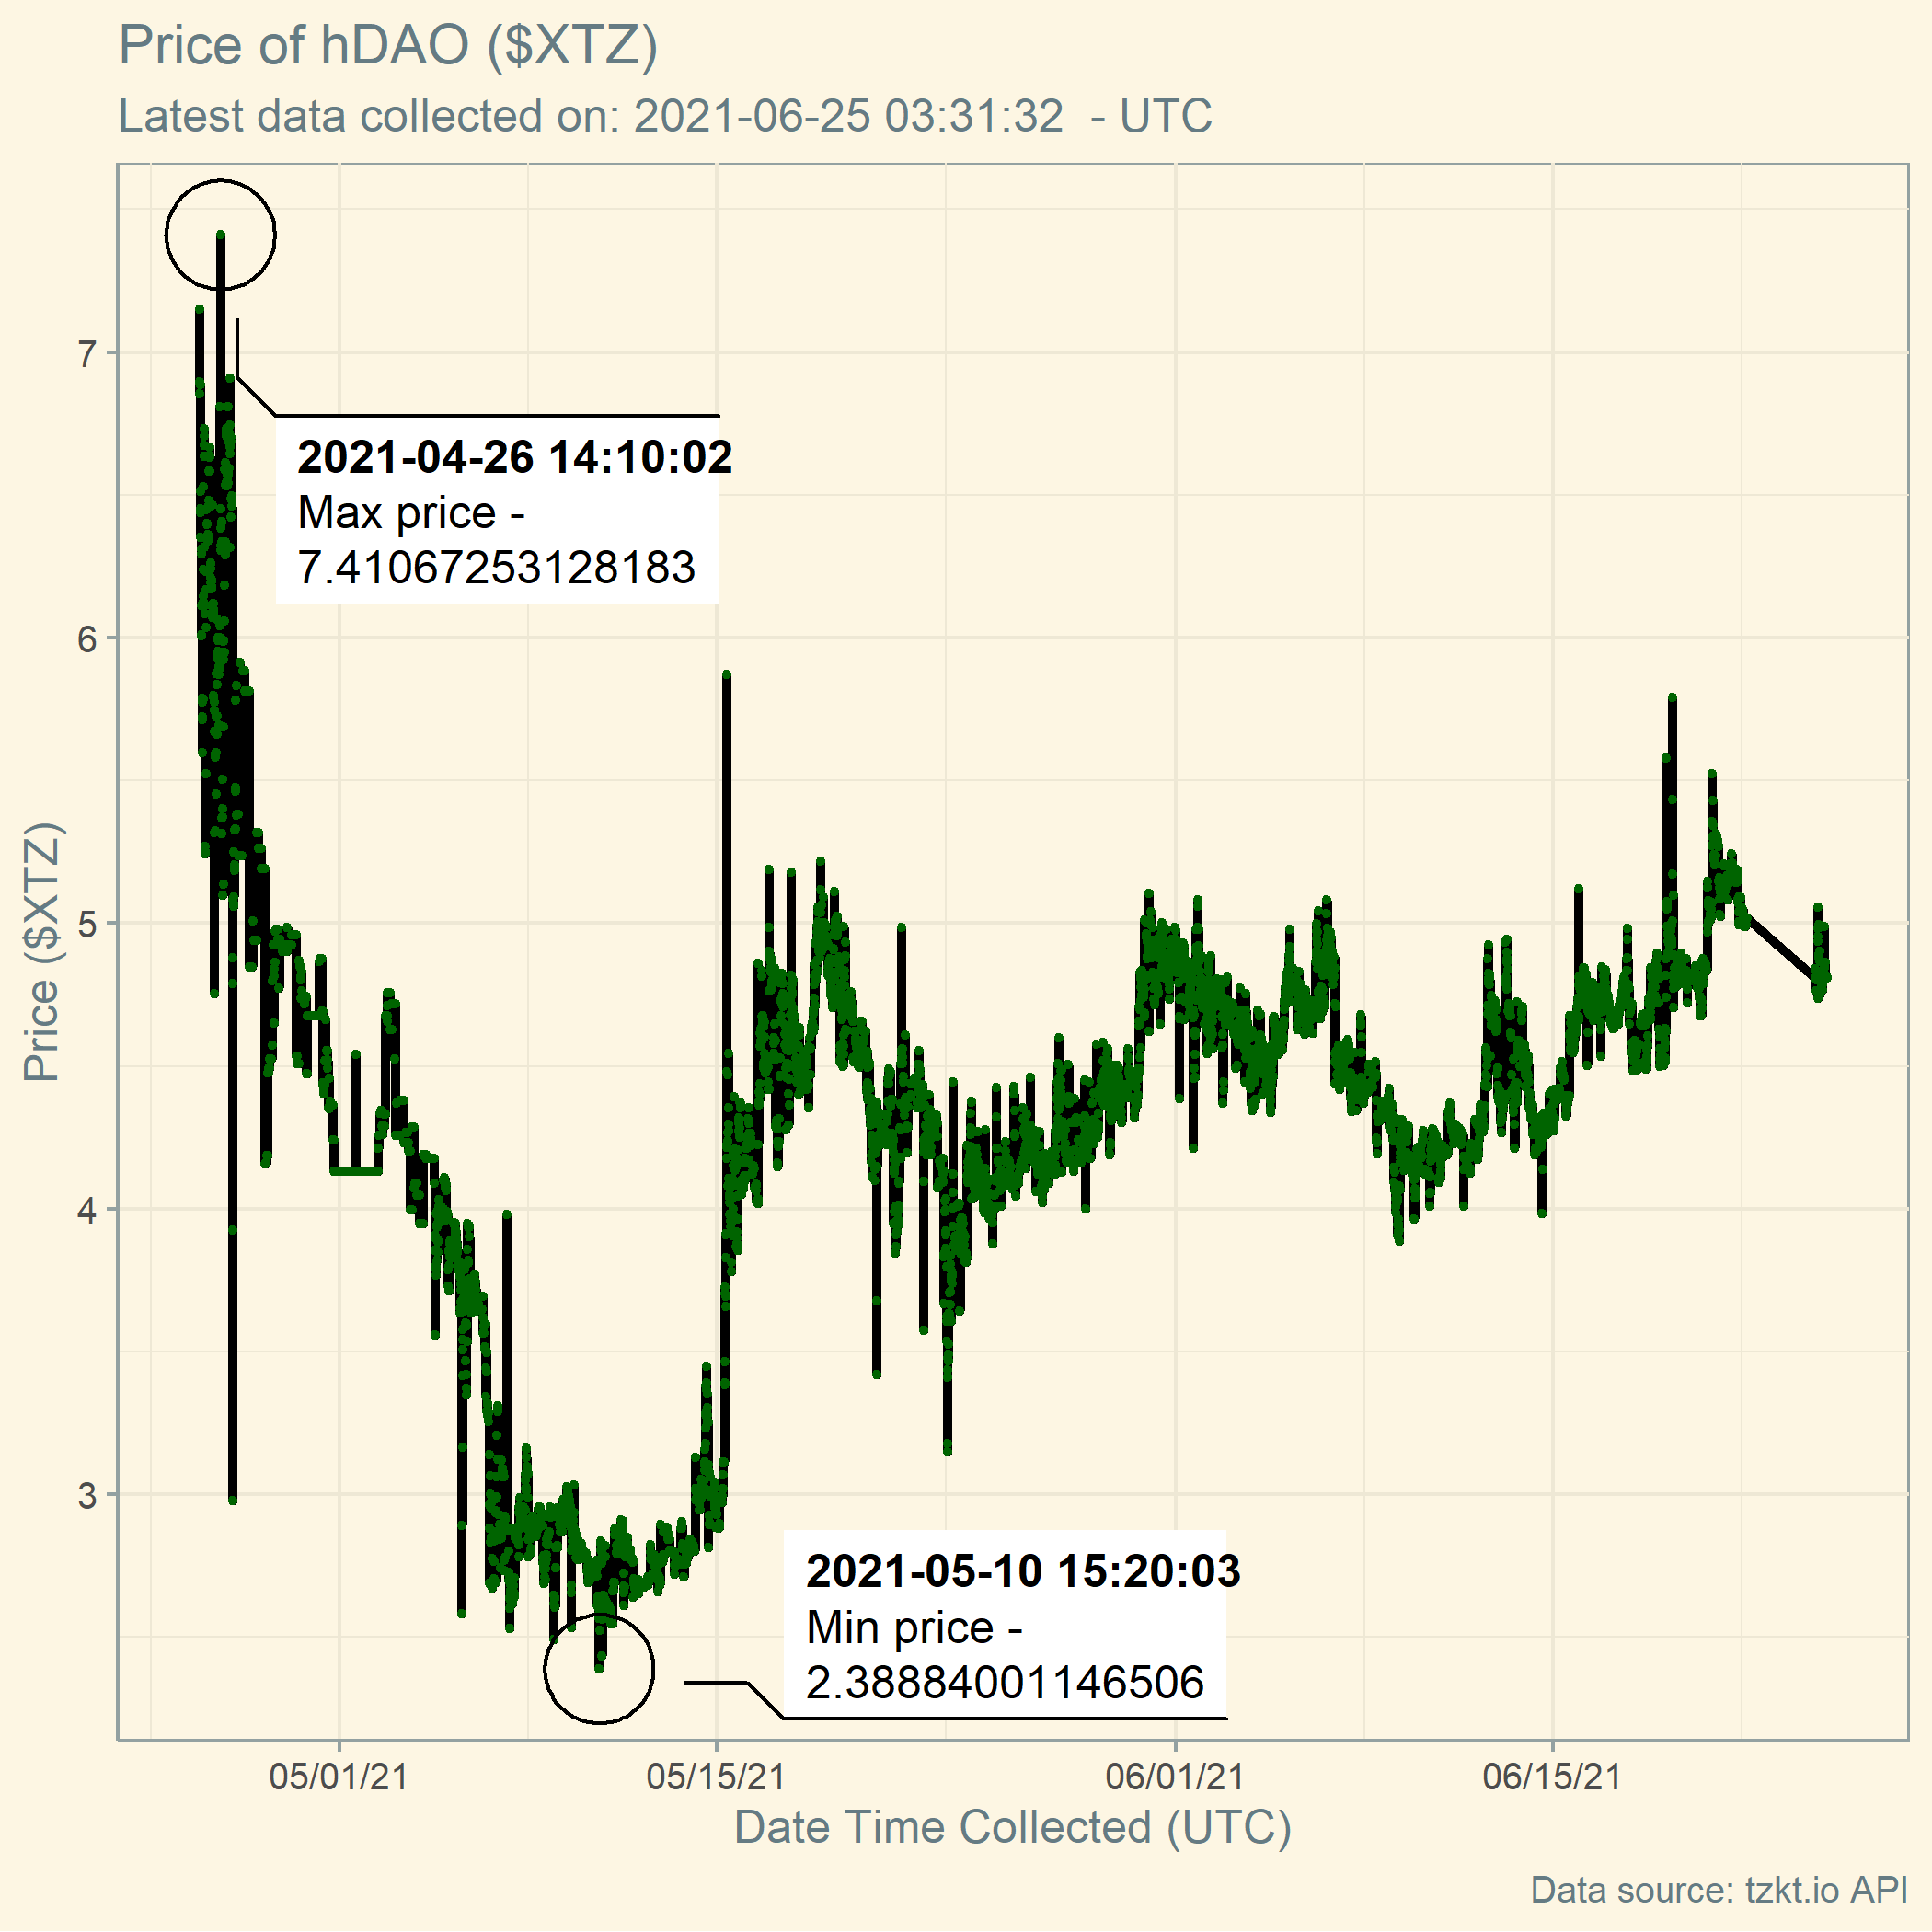 Price of hDAO ($XTZ)
Latest data collected on: 2021-06-25 03:31:32  - UTC
7
6
5
4
3
Price ($XTZ)
2021-04-26 14:10:02
Max price -
7.41067253128183
2021-05-10 15:20:03
Min price -
2.38884001146506
05/01/21
05/15/21
06/01/21
06/15/21
Date Time Collected (UTC)
Data source: tzkt.io API